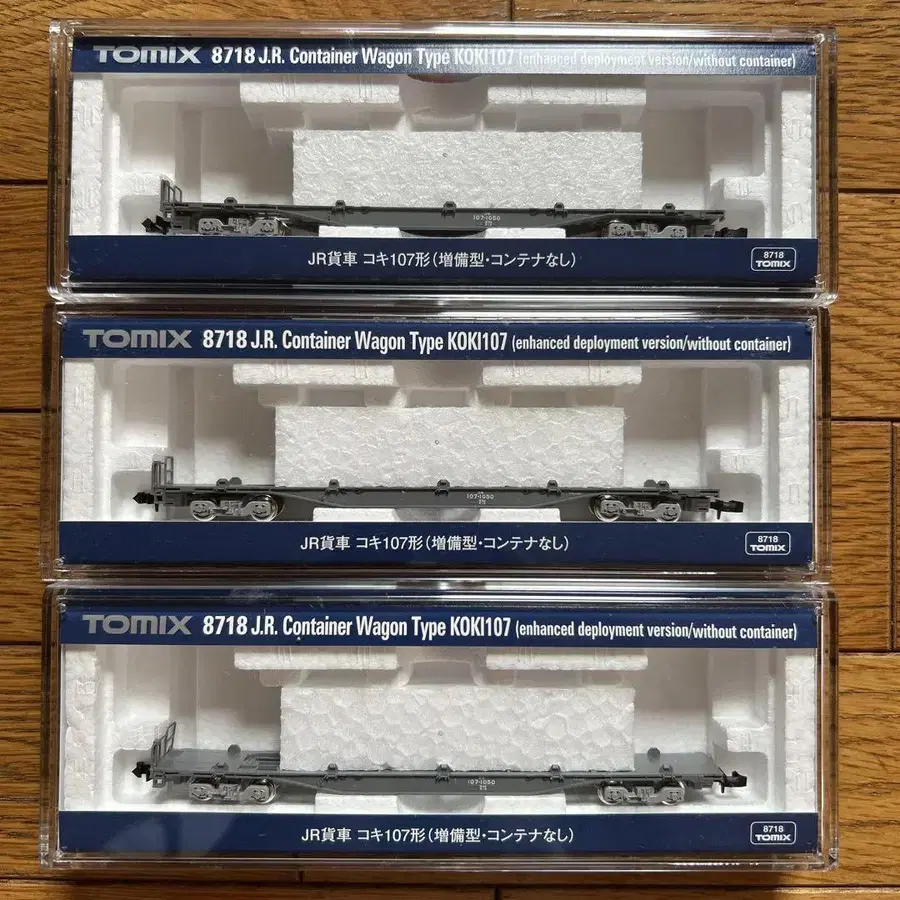 TOMIX 8718 J.R. Container Wagon Type KOKI107 (enhanced deployment version/without container)
107-1050
JR貨車 コキ107形(増備型・コンテナなし)
8718
TOMIX
TOMIX 8718 J.R. Container Wagon Type KOKI107 (enhanced deployment version/without container)
107-1050
JR貨車 コキ107形(増備型・コンテナなし)
8718
TOMIX
TOMIX 8718 J.R. Container Wagon Type KOKI107 (enhanced deployment version/without container)
107-1050
JR貨車 コキ107形(増備型・コンテナなし)
8718
TOMIX